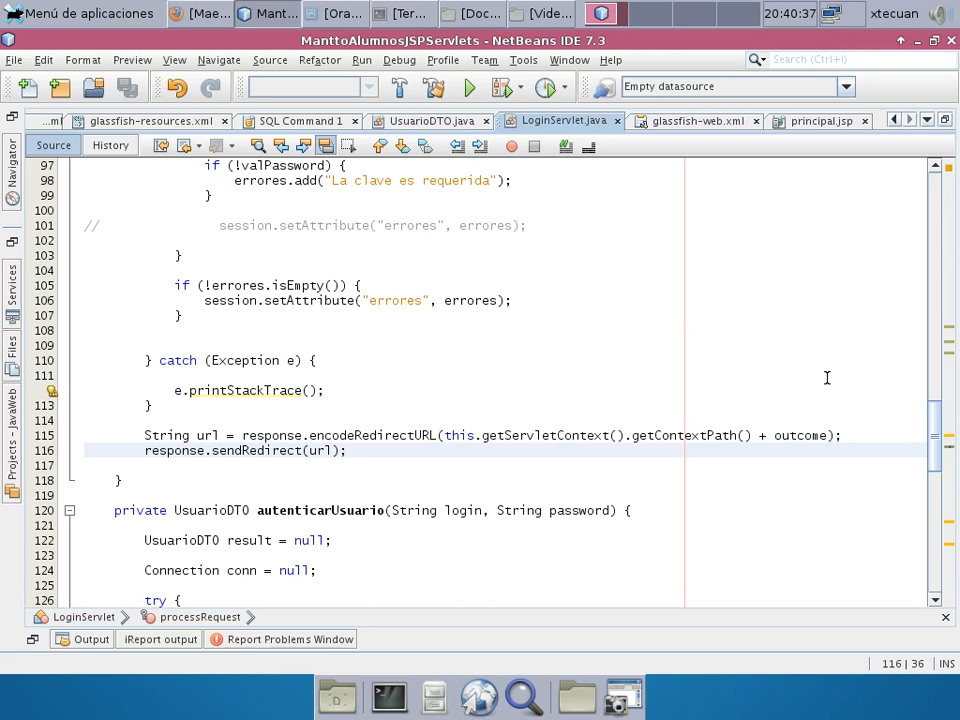 Menú de aplicaciones [Mae... Mant... [Ora... [Ter... [Doc... [Vide... 20:40:37 xtecuan
ManttoAlumnosJSPServlets - NetBeans IDE 7.3
File Edit Format Preview View Navigate Source Refactor Run Debug Profile Team Tools Window Help Search (Ctrl+I)
Empty datasource
...ml glassfish-resources.xml SQL Command 1 UsuarioDTO.java LoginServlet.java glassfish-web.xml principal.jsp
Source History
Navigator
Services
Files
Projects - JavaWeb
97 if (!valPassword) {
98 errores.add("La clave es requerida");
99 }
100
101 // session.setAttribute("errores", errores);
102
103 }
104
105 if (!errores.isEmpty()) {
106 session.setAttribute("errores", errores);
107 }
108
109
110 } catch (Exception e) {
111
e.printStackTrace();
113 }
114
115 String url = response.encodeRedirectURL(this.getServletContext().getContextPath() + outcome);
116 response.sendRedirect(url);
117
118 }
119
120 private UsuarioDTO autenticarUsuario(String login, String password) {
121
122 UsuarioDTO result = null;
123
124 Connection conn = null;
125
126 try {
LoginServlet processRequest
Output iReport output Report Problems Window
116 | 36 INS